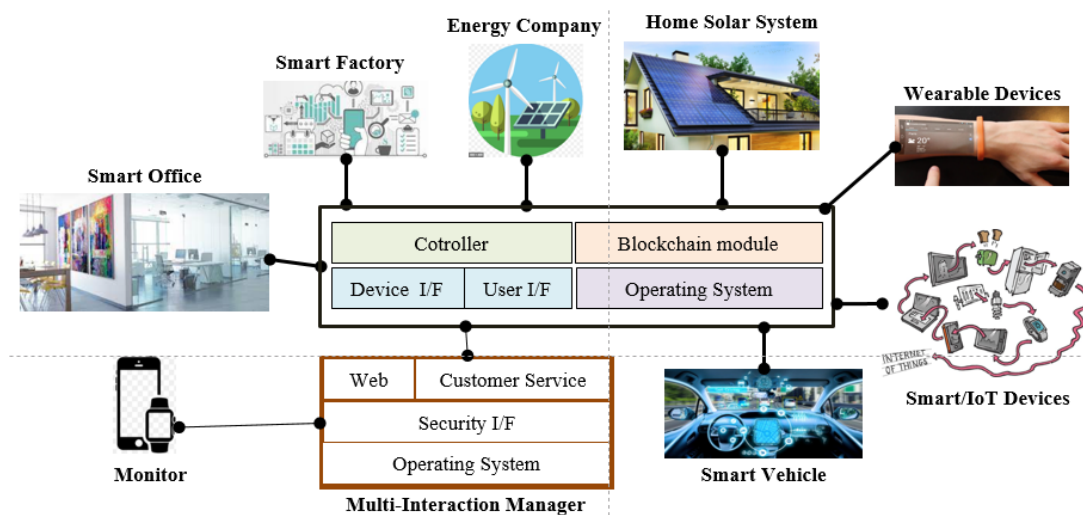 Energy Company
Home Solar System
Smart Factory
Wearable Devices
20°
Smart Office
Cotroller
Blockchain module
Device I/F
User I/F
Operating System
INTERNET
OF THINGS
Web
Customer Service
Security I/F
Operating System
Smart/IoT Devices
Monitor
Smart Vehicle
Multi-Interaction Manager